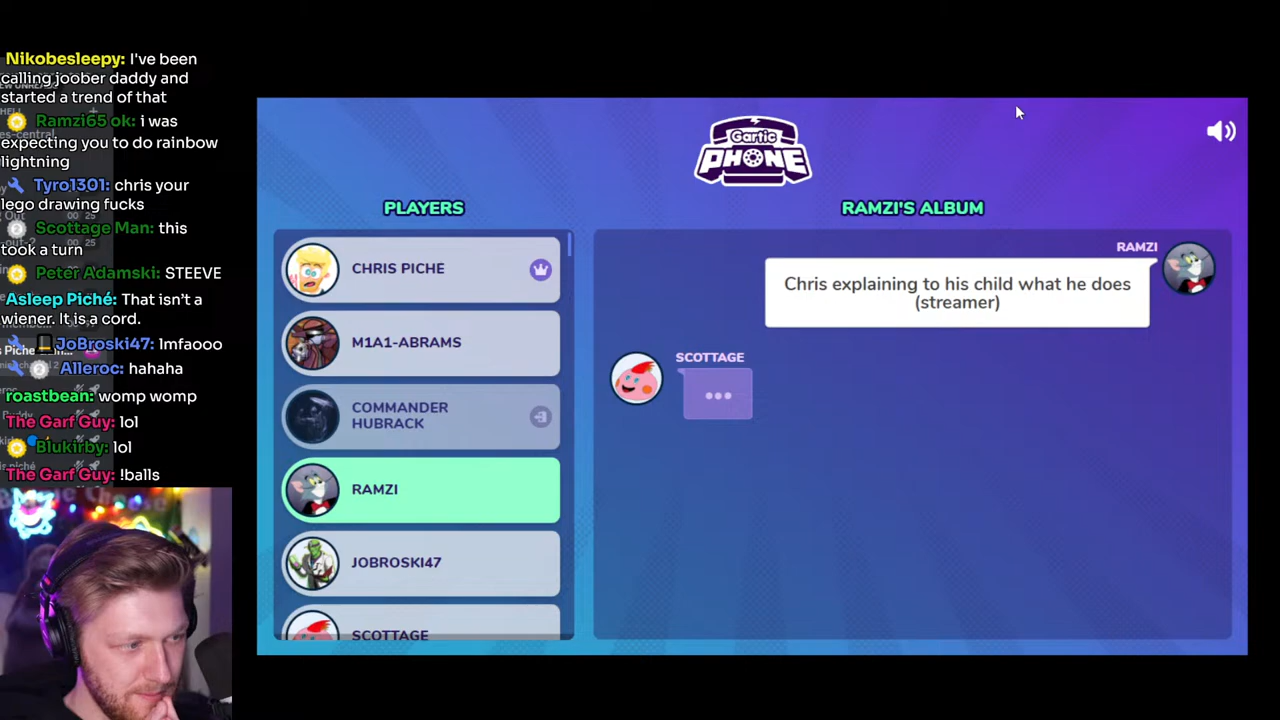 Nikobesleepy: I've been
calling joober daddy and
started a trend of that
Ramzi65 ok: i was
expecting you to do rainbow
lightning
Tyro1301: chris your
lego drawing fucks
Scottage Man: this
took a turn
Peter Adamski: STEEVE
Asleep Piché: That isn't a
wiener. It is a cord.
JoBroski47: lmfaooo
Alleroc: hahaha
roastbean: womp womp
The Garf Guy: lol
Blukirby: lol
The Garf Guy: !balls
Gartic
PHONE
PLAYERS
CHRIS PICHE
M1A1-ABRAMS
COMMANDER
HUBRACK
RAMZI
JOBROSKI47
SCOTTAGE
RAMZI'S ALBUM
RAMZI
Chris explaining to his child what he does
(streamer)
SCOTTAGE
...